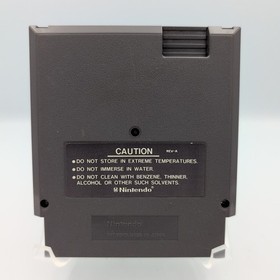 CAUTION REV-A
•DO NOT STORE IN EXTREME TEMPERATURES.
•DO NOT IMMERSE IN WATER.
•DO NOT CLEAN WITH BENZENE, THINNER,
ALCOHOL OR OTHER SUCH SOLVENTS.
Nintendo®